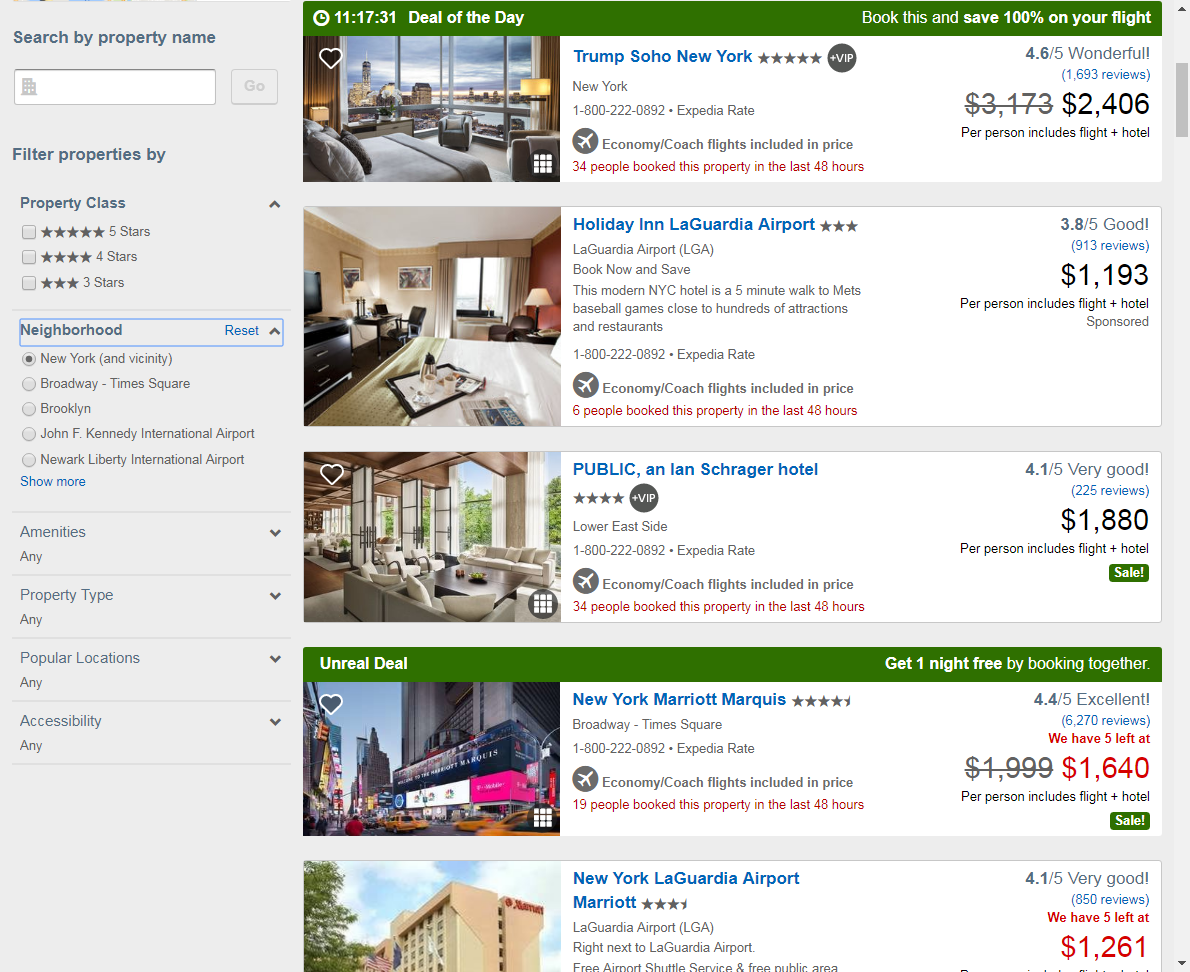 Search by property name
Go
Filter properties by
Property Class
5 Stars
4 Stars
3 Stars
Neighborhood Reset
New York (and vicinity)
Broadway - Times Square
Brooklyn
John F. Kennedy International Airport
Newark Liberty International Airport
Show more
Amenities
Any
Property Type
Any
Popular Locations
Any
Accessibility
Any
11:17:31 Deal of the Day Book this and save 100% on your flight
Trump Soho New York +VIP
New York
1-800-222-0892 • Expedia Rate
Economy/Coach flights included in price
34 people booked this property in the last 48 hours
4.6/5 Wonderful!
(1,693 reviews)
$3,173 $2,406
Per person includes flight + hotel
Holiday Inn LaGuardia Airport
LaGuardia Airport (LGA)
Book Now and Save
This modern NYC hotel is a 5 minute walk to Mets
baseball games close to hundreds of attractions
and restaurants
1-800-222-0892 • Expedia Rate
Economy/Coach flights included in price
6 people booked this property in the last 48 hours
3.8/5 Good!
(913 reviews)
$1,193
Per person includes flight + hotel
Sponsored
PUBLIC, an Ian Schrager hotel
+VIP
Lower East Side
1-800-222-0892 • Expedia Rate
Economy/Coach flights included in price
34 people booked this property in the last 48 hours
4.1/5 Very good!
(225 reviews)
$1,880
Per person includes flight + hotel
Sale!
Unreal Deal Get 1 night free by booking together.
WELCOME TO THE MARRIOTT MARQUIS
New York Marriott Marquis
Broadway - Times Square
1-800-222-0892 • Expedia Rate
Economy/Coach flights included in price
19 people booked this property in the last 48 hours
4.4/5 Excellent!
(6,270 reviews)
We have 5 left at
$1,999 $1,640
Per person includes flight + hotel
Sale!
Marriott
New York LaGuardia Airport
Marriott
LaGuardia Airport (LGA)
Right next to LaGuardia Airport.
Free Airport Shuttle Service & free public area
4.1/5 Very good!
(850 reviews)
We have 5 left at
$1,261